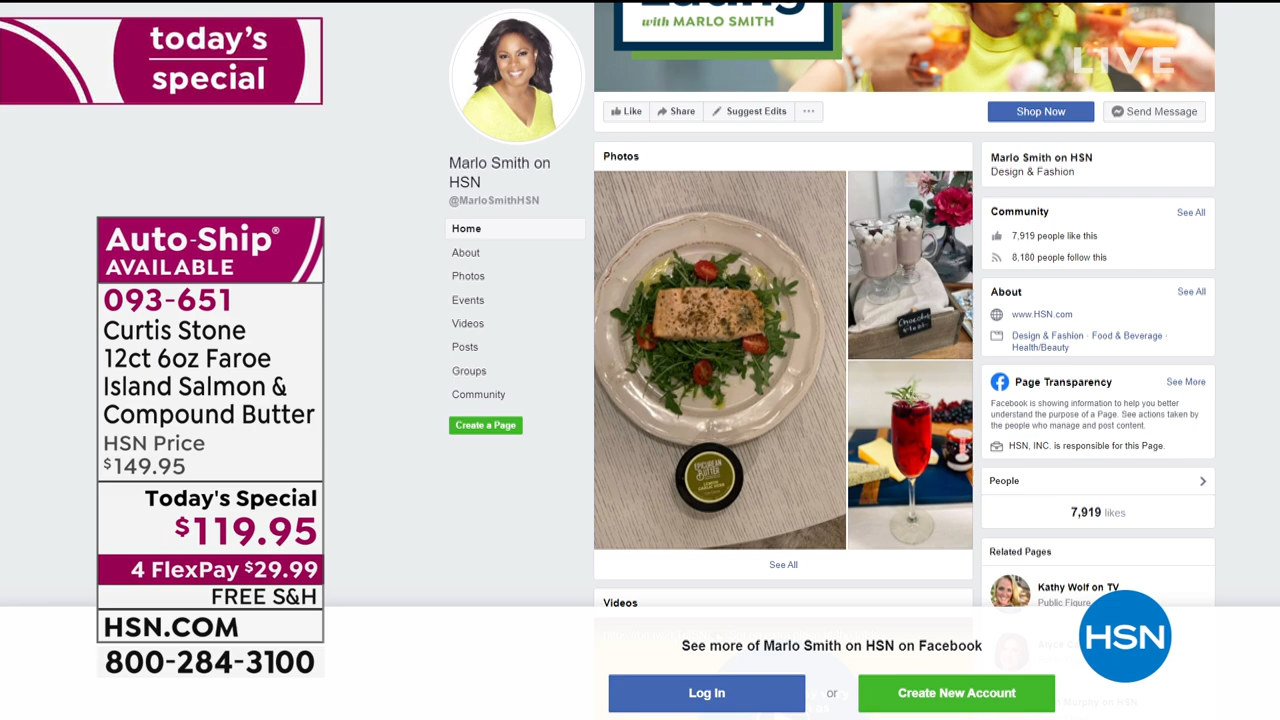 today's
special
Auto-Ship®
AVAILABLE
093-651
Curtis Stone
12ct 6oz Faroe
Island Salmon &
Compound Butter
HSN Price
$149.95
Today's Special
$119.95
4 FlexPay $29.99
FREE S&H
HSN.COM
800-284-3100
Marlo Smith on
HSN
@MarloSmithHSN
Home
About
Photos
Events
Videos
Posts
Groups
Community
Create a Page
with MARLO SMITH
LIVE
Like
Share
Suggest Edits
Shop Now
Send Message
Photos
EPICUREAN
BUTTER
Chocolate
See All
Videos
Marlo Smith on HSN
Design & Fashion
Community
See All
7,919 people like this
8,180 people follow this
About
See All
www.HSN.com
Design & Fashion · Food & Beverage ·
Health/Beauty
Page Transparency
See More
Facebook is showing information to help you better
understand the purpose of a Page. See actions taken by
the people who manage and post content.
HSN, INC. is responsible for this Page.
People
7,919 likes
Related Pages
Kathy Wolf on TV
Public Figure
HSN
See more of Marlo Smith on HSN on Facebook
Log In
or
Create New Account
Murphy on HSN